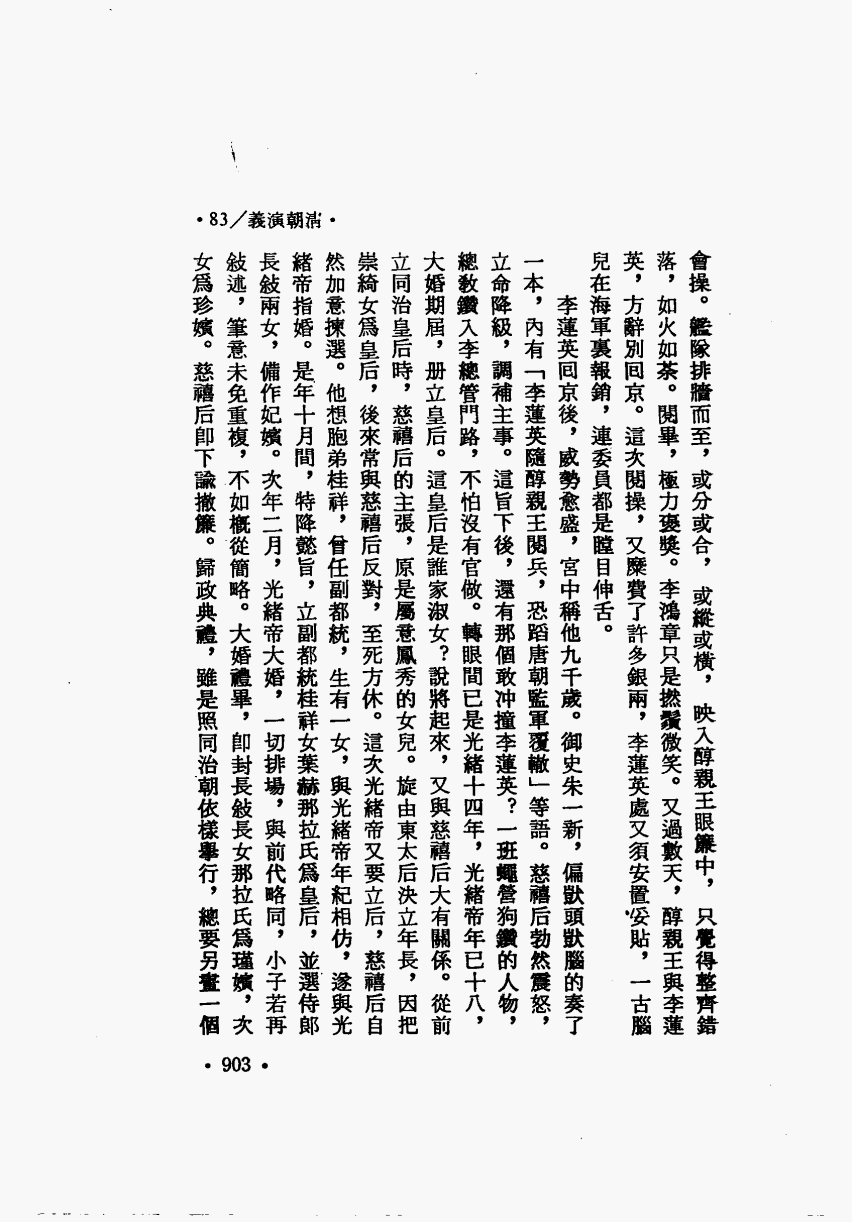 ·83/義演朝清·
會操。艦隊排牆而至，或分或合，或縱或橫，映入醇親王眼簾中，只覺得整齊錯
落，如火如荼。閱畢，極力褒獎。李鴻章只是撚鬚微笑。又過數天，醇親王與李蓮
英，方辭別回京。這次閱操，又糜費了許多銀兩，李蓮英處又須安置妥貼，一古腦
兒在海軍裏報銷，連委員都是瞠目伸舌。
李蓮英回京後，威勢愈盛，宮中稱他九千歲。御史朱一新，偏獃頭獃腦的奏了
一本，內有「李蓮英隨醇親王閱兵，恐蹈唐朝監軍覆轍」等語。慈禧后勃然震怒，
立命降級，調補主事。這旨下後，還有那個敢冲撞李蓮英？一班蠅營狗鑽的人物，
總教鑽入李總管門路，不怕沒有官做。轉眼間已是光緒十四年，光緒帝年已十八，
大婚期屆，册立皇后。這皇后是誰家淑女？說將起來，又與慈禧后大有關係。從前
立同治皇后時，慈禧后的主張，原是屬意鳳秀的女兒。旋由東太后決立年長，因把
崇綺女爲皇后，後來常與慈禧后反對，至死方休。這次光緒帝又要立后，慈禧后自
然加意揀選。他想胞弟桂祥，曾任副都統，生有一女，與光緒帝年紀相仿，遂與光
緒帝指婚。是年十月間，特降懿旨，立副都統桂祥女葉赫那拉氏爲皇后，並選侍郎
長敍兩女，備作妃嬪。次年二月，光緒帝大婚，一切排場，與前代略同，小子若再
敍述，筆意未免重複，不如概從簡略。大婚禮畢，卽封長敍長女那拉氏爲瑾嬪，次
女爲珍嬪。慈禧后卽下諭撤簾。歸政典禮，雖是照同治朝依樣舉行，總要另畫一個
·903·